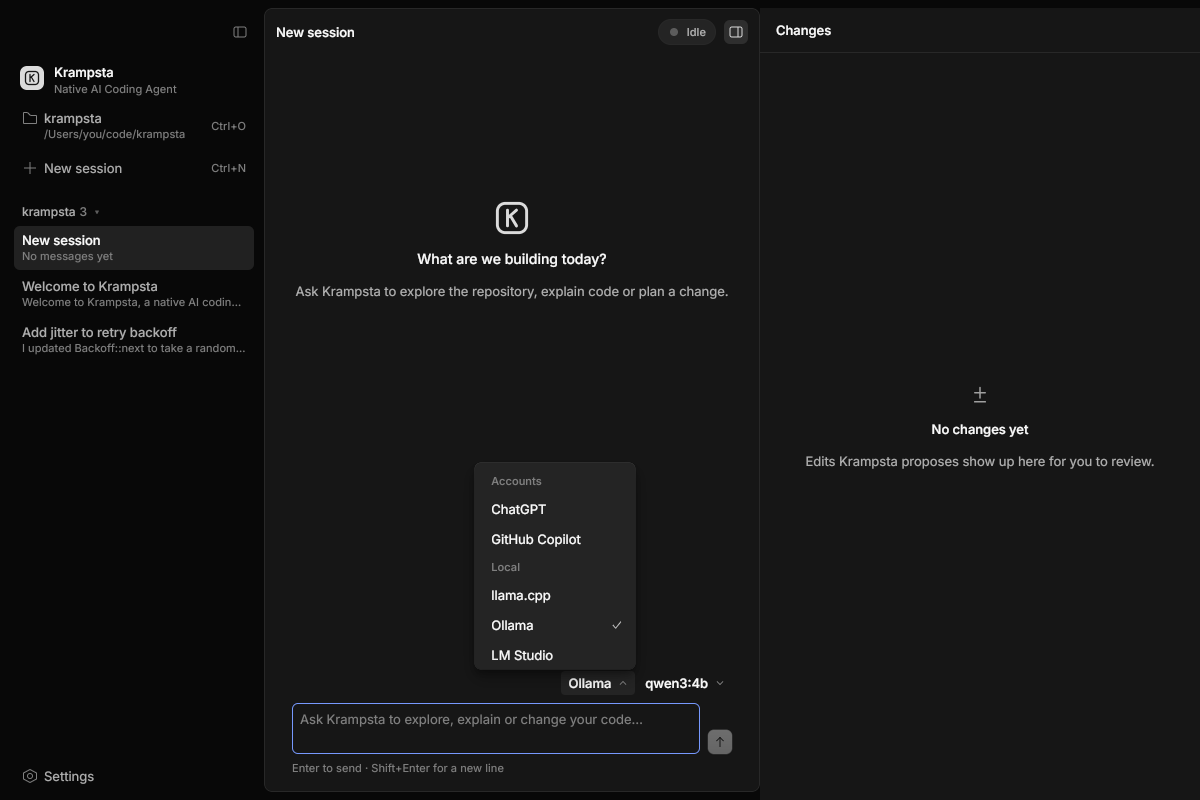 Krampsta
Native AI Coding Agent
krampsta
/Users/you/code/krampsta
Ctrl+O
New session
Ctrl+N
krampsta 3
New session
No messages yet
Welcome to Krampsta
Welcome to Krampsta, a native AI codin...
Add jitter to retry backoff
I updated Backoff::next to take a random...
Settings
New session
Idle
K
What are we building today?
Ask Krampsta to explore the repository, explain code or plan a change.
Accounts
ChatGPT
GitHub Copilot
Local
llama.cpp
Ollama
LM Studio
Ollama
qwen3:4b
Ask Krampsta to explore, explain or change your code...
Enter to send · Shift+Enter for a new line
Changes
No changes yet
Edits Krampsta proposes show up here for you to review.